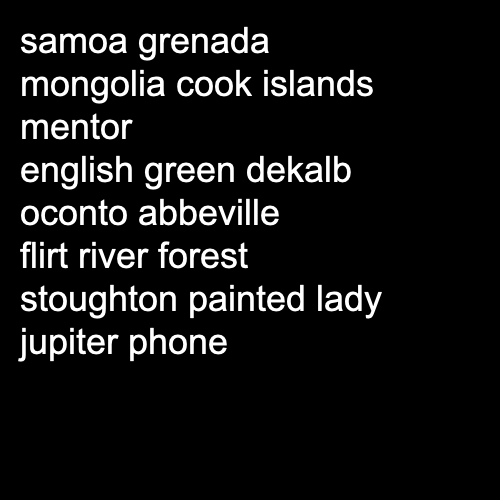 samoa grenada
mongolia cook islands
mentor
english green dekalb
oconto abbeville
flirt river forest
stoughton painted lady
jupiter phone